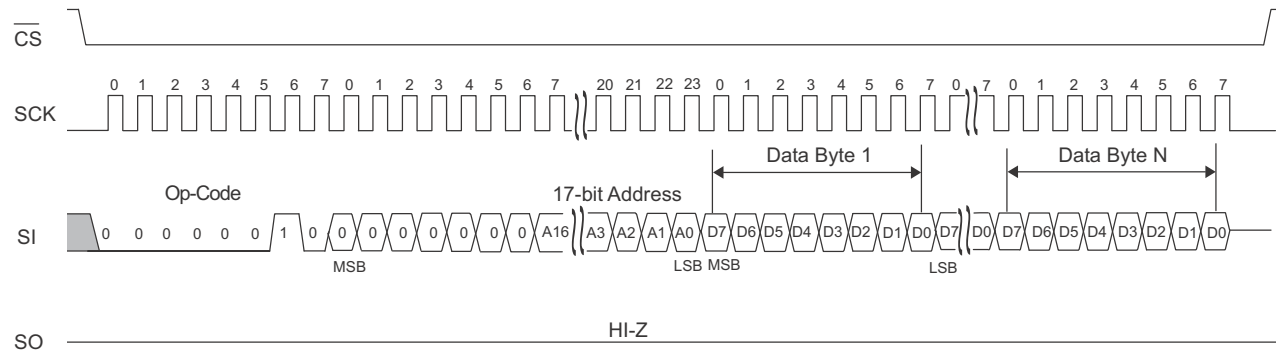 CS
0 1 2 3 4 5 6 7 0 1 2 3 4 5 6 7 20 21 22 23 0 1 2 3 4 5 6 7 0 7 0 1 2 3 4 5 6 7
SCK
Data Byte 1 Data Byte N
Op-Code 17-bit Address
SI 0 0 0 0 0 0 1 0 0 0 0 0 0 0 0 A16 A3 A2 A1 A0 D7 D6 D5 D4 D3 D2 D1 D0 D7 D0 D7 D6 D5 D4 D3 D2 D1 D0
MSB LSB MSB LSB
HI-Z
SO